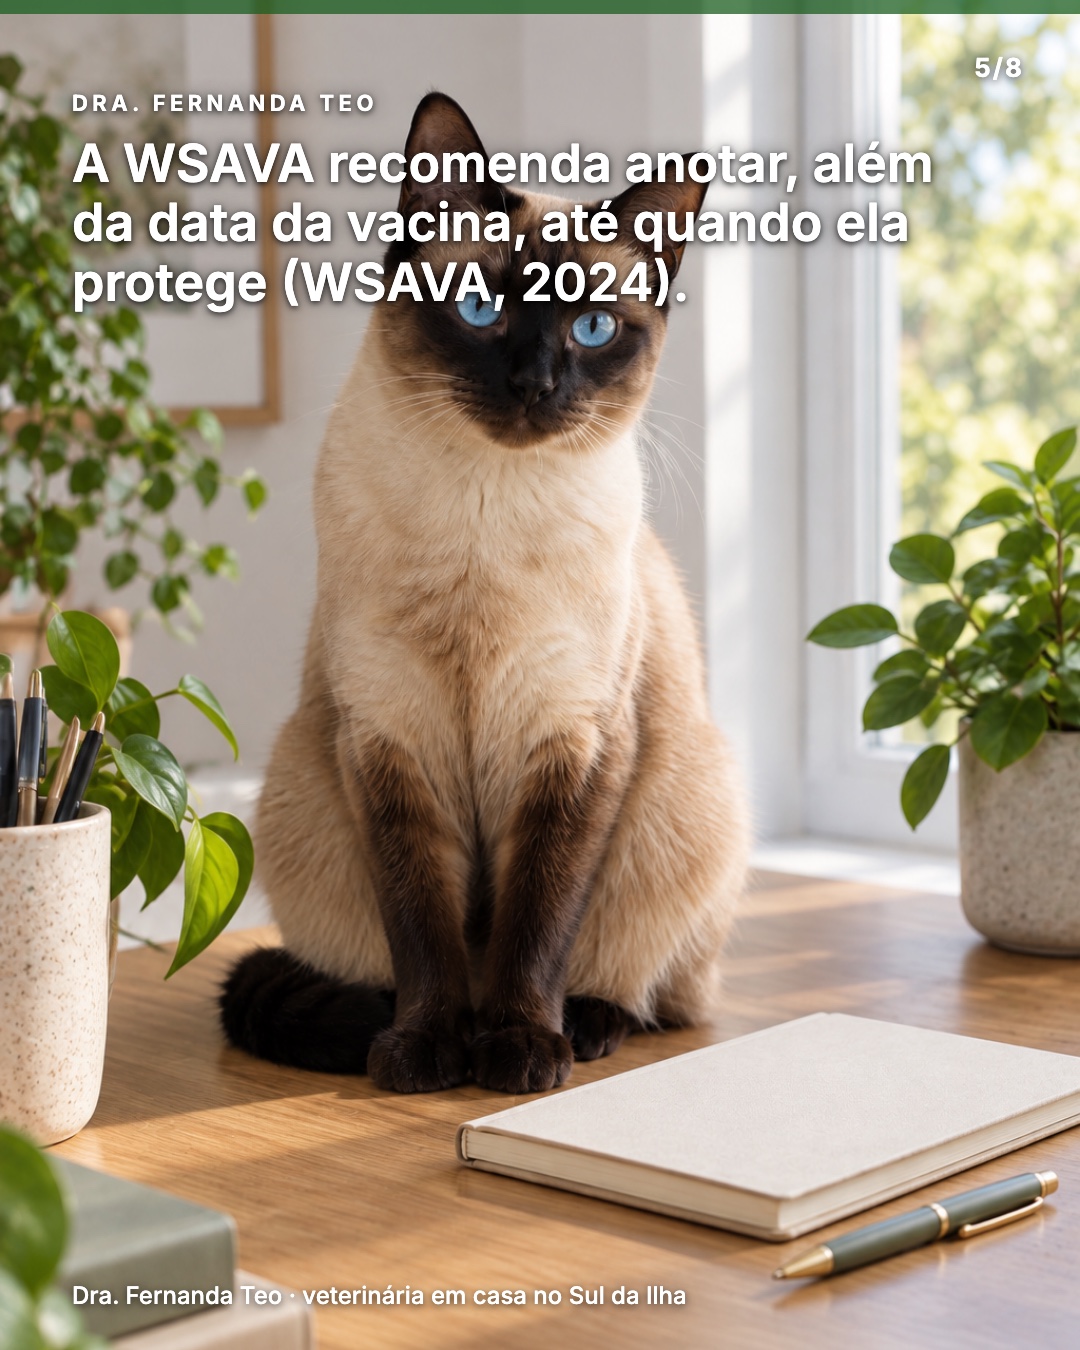 5/8
DRA. FERNANDA TEO
A WSAVA recomenda anotar, além
da data da vacina, até quando ela
protege (WSAVA, 2024).
Dra. Fernanda Teo · veterinária em casa no Sul da Ilha